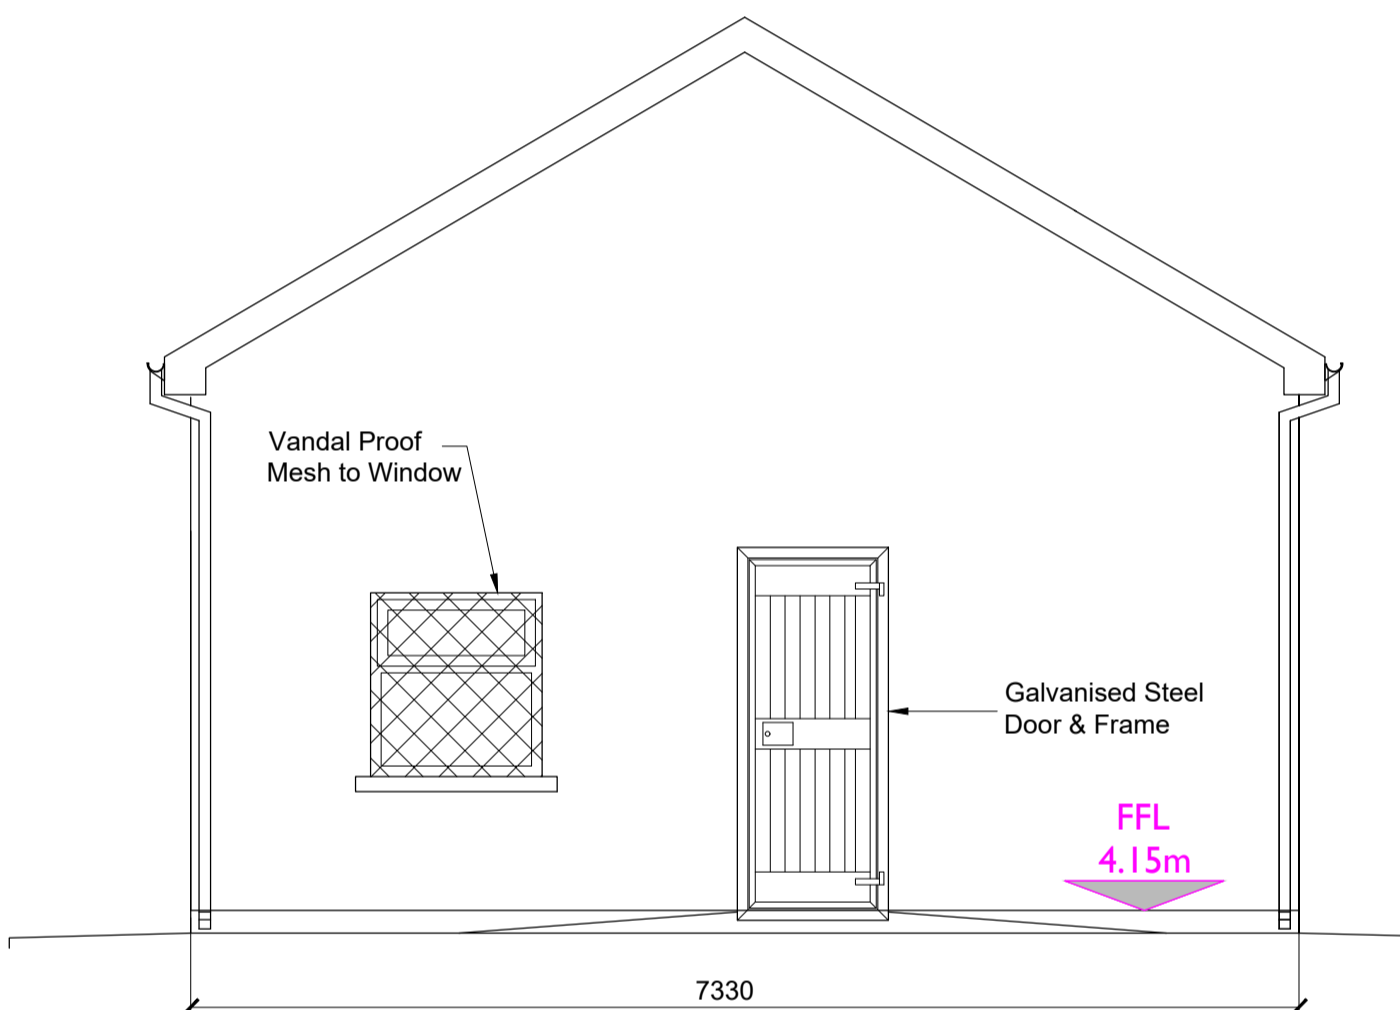 Vandal Proof
Mesh to Window
Galvanised Steel
Door & Frame
FFL
4.15m
7330